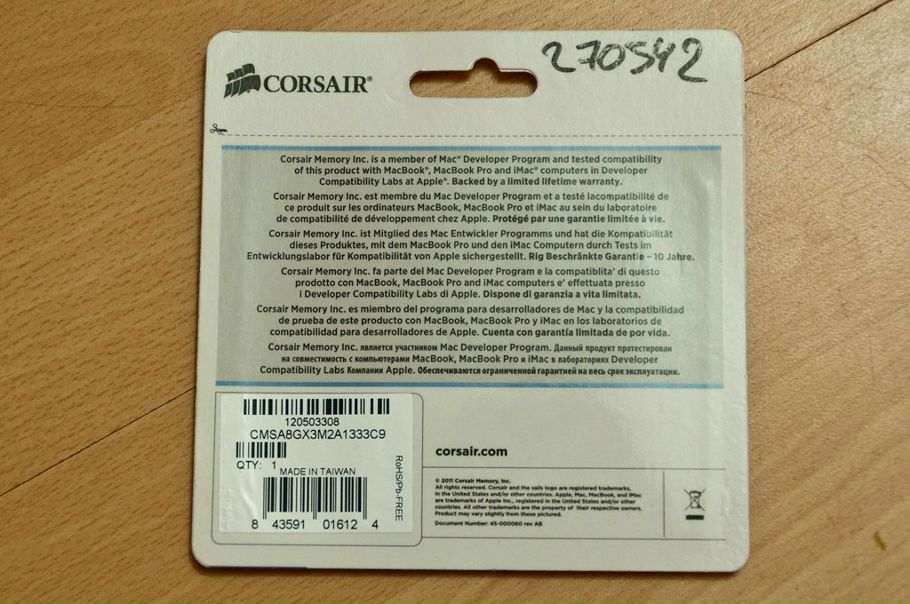 270542
CORSAIR®
Corsair Memory Inc. is a member of Mac® Developer Program and tested compatibility
of this product with MacBook®, MacBook Pro and iMac® computers in Developer
Compatibility Labs at Apple®. Backed by a limited lifetime warranty.
Corsair Memory Inc. est membre du Mac Developer Program et a testé lacompatibilité de
ce produit sur les ordinateurs MacBook, MacBook Pro et iMac au sein du laboratoire
de compatibilité de développement chez Apple. Protégé par une garantie limitée à vie.
Corsair Memory Inc. ist Mitglied des Mac Entwickler Programms und hat die Kompatibilität
dieses Produktes, mit dem MacBook Pro und den iMac Computern durch Tests im
Entwicklungslabor für Kompatibilität von Apple sichergestellt. Rig Beschränkte Garantie – 10 Jahre.
Corsair Memory Inc. fa parte del Mac Developer Program e la compatiblita' di questo
prodotto con MacBook, MacBook Pro and iMac computers e' effettuata presso
i Developer Compatibility Labs di Apple. Dispone di garanzia a vita limitata.
Corsair Memory Inc. es miembro del programa para desarrolladores de Mac y la compatibilidad
de prueba de este producto con MacBook, MacBook Pro y iMac en los laboratorios de
compatibilidad para desarrolladores de Apple. Cuenta con garantía limitada de por vida.
Corsair Memory Inc. является участником Mac Developer Program. Данный продукт протестирован
на совместимость с компьютерами MacBook, MacBook Pro и iMac в лабораториях Developer
Compatibility Labs Компании Apple. Обеспечиваются ограниченной гарантией на весь срок эксплуатации.
120503308
CMSA8GX3M2A1333C9
QTY: 1
MADE IN TAIWAN
RoHS/Pb-FREE
8 43591 01612 4
corsair.com
© 2011 Corsair Memory, Inc.
All rights reserved. Corsair and the sails logo are registered trademarks,
in the United States and/or other countries. Apple, Mac, MacBook, and iMac
are trademarks of Apple Inc., registered in the United States and/or other
countries. All other trademarks are the property of their respective owners.
Product may vary slightly from those pictured.
Document Number: 45-000060 rev AB